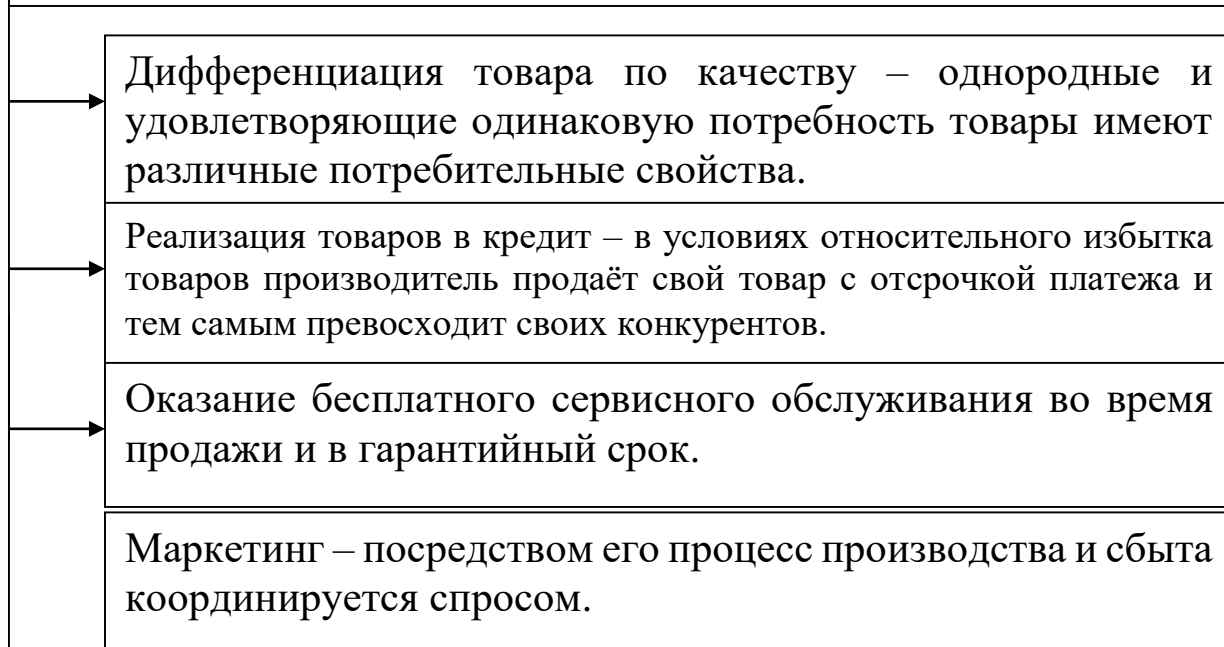 Дифференциация товара по качеству – однородные и
удовлетворяющие одинаковую потребность товары имеют
различные потребительные свойства.
Реализация товаров в кредит – в условиях относительного избытка
товаров производитель продаёт свой товар с отсрочкой платежа и
тем самым превосходит своих конкурентов.
Оказание бесплатного сервисного обслуживания во время
продажи и в гарантийный срок.
Маркетинг – посредством его процесс производства и сбыта
координируется спросом.